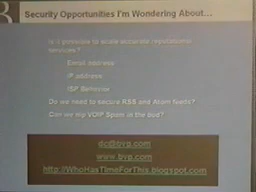 Security Opportunities I'm Wondering About...
Is it possible to scale accurate reputational
services?
Email address
IP address
ISP Behavior
Do we need to secure RSS and Atom feeds?
Can we nip VOIP Spam in the bud?
dc@bvp.com
www.bvp.com
http://WhoHasTimeForThis.blogspot.com